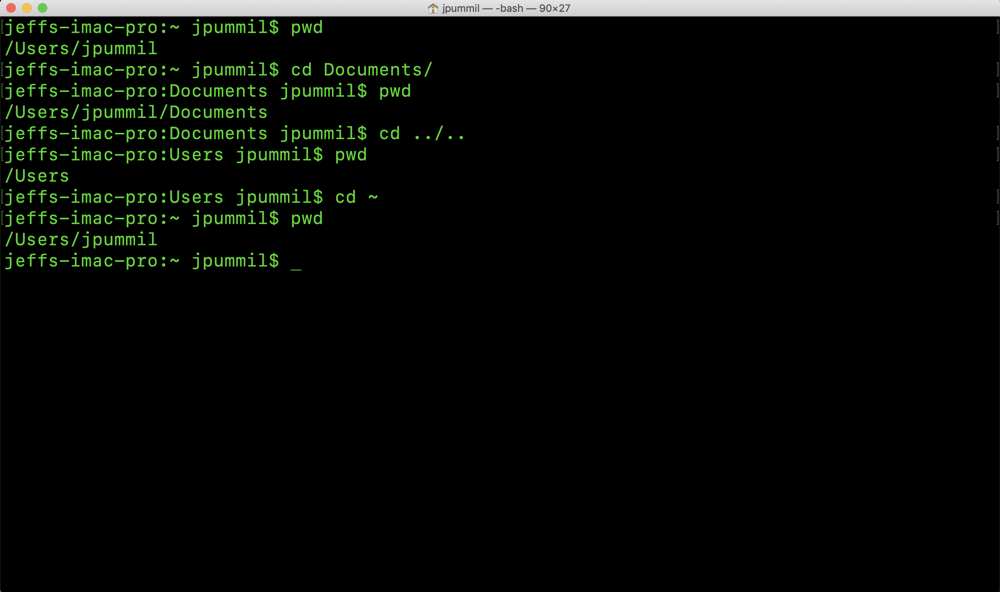 jpummil — -bash — 90×27
jeffs-imac-pro:~ jpummil$ pwd
/Users/jpummil
jeffs-imac-pro:~ jpummil$ cd Documents/
jeffs-imac-pro:Documents jpummil$ pwd
/Users/jpummil/Documents
jeffs-imac-pro:Documents jpummil$ cd ../..
jeffs-imac-pro:Users jpummil$ pwd
/Users
jeffs-imac-pro:Users jpummil$ cd ~
jeffs-imac-pro:~ jpummil$ pwd
/Users/jpummil
jeffs-imac-pro:~ jpummil$